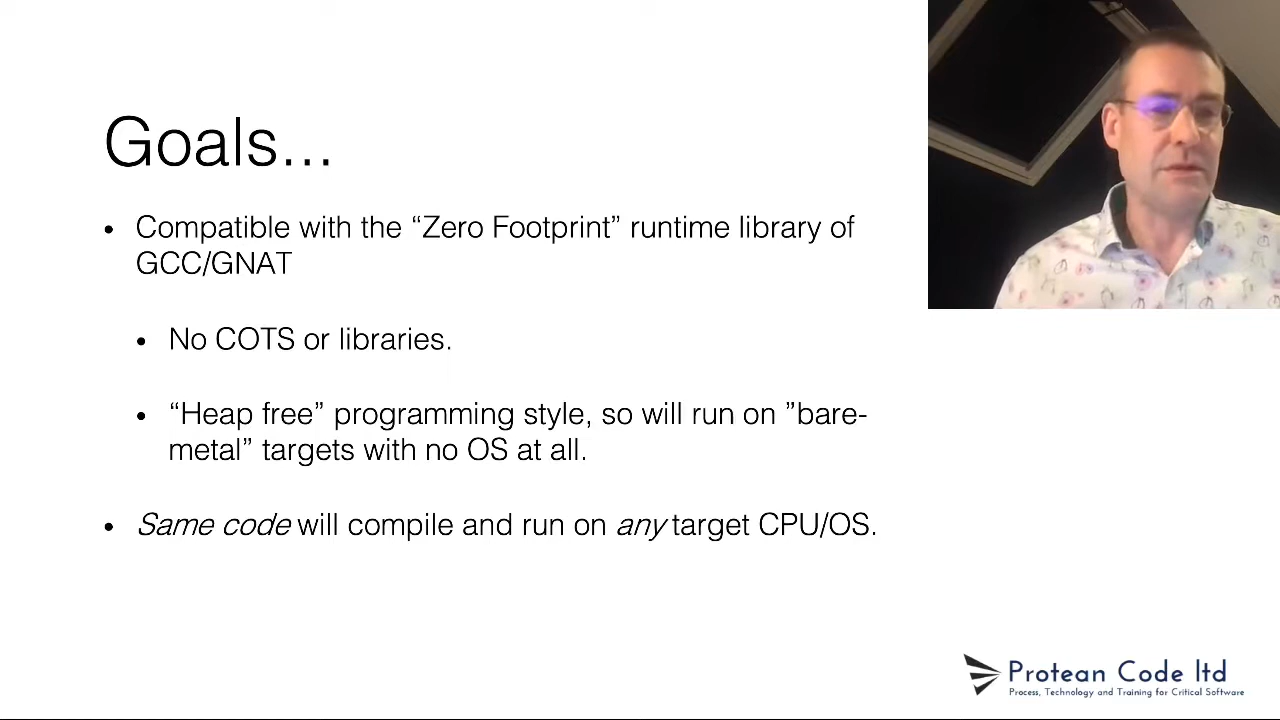 Goals...
• Compatible with the “Zero Footprint” runtime library of
GCC/GNAT
• No COTS or libraries.
• “Heap free” programming style, so will run on ”bare-
metal” targets with no OS at all.
• Same code will compile and run on any target CPU/OS.
Protean Code ltd
Process, Technology and Training for Critical Software